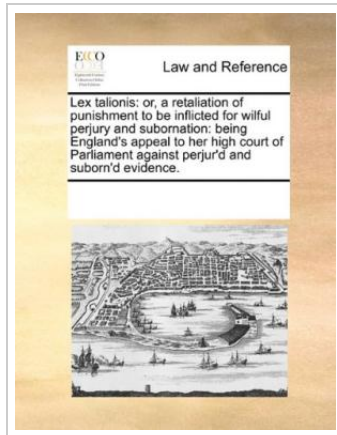 ECCO
Law and Reference
Lex talionis: or, a retaliation of
punishment to be inflicted for wilful
perjury and subornation: being
England's appeal to her high court of
Parliament against perjur'd and
suborn'd evidence.